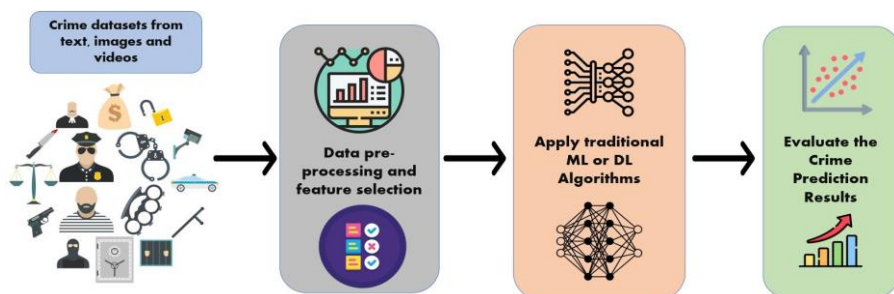 Crime datasets from
text, images and
videos
Data pre-
processing and
feature selection
Apply traditional
ML or DL
Algorithms
Evaluate the
Crime
Prediction
Results
$